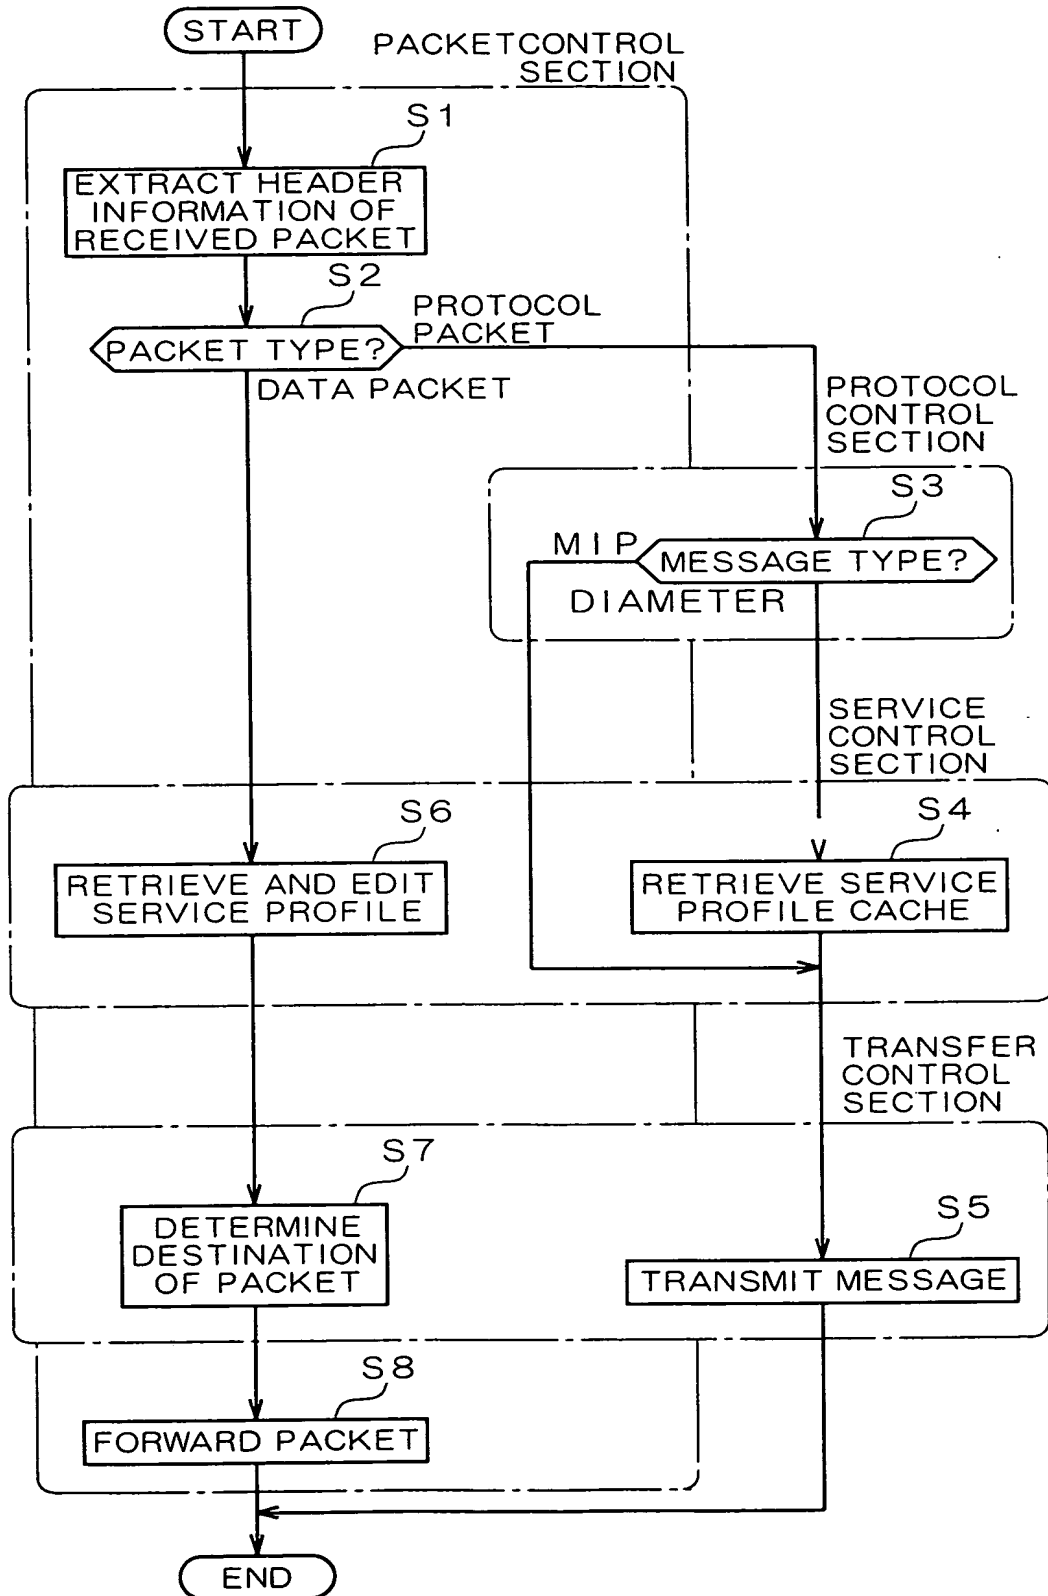 START
PACKETCONTROL
SECTION
S1
EXTRACT HEADER
INFORMATION OF
RECEIVED PACKET
S2
PROTOCOL
PACKET
PACKET TYPE?
DATA PACKET
PROTOCOL
CONTROL
SECTION
S3
MIP
MESSAGE TYPE?
DIAMETER
SERVICE
CONTROL
SECTION
S6
S4
RETRIEVE AND EDIT
SERVICE PROFILE
RETRIEVE SERVICE
PROFILE CACHE
TRANSFER
CONTROL
SECTION
S7
DETERMINE
DESTINATION
OF PACKET
S5
TRANSMIT MESSAGE
S8
FORWARD PACKET
END